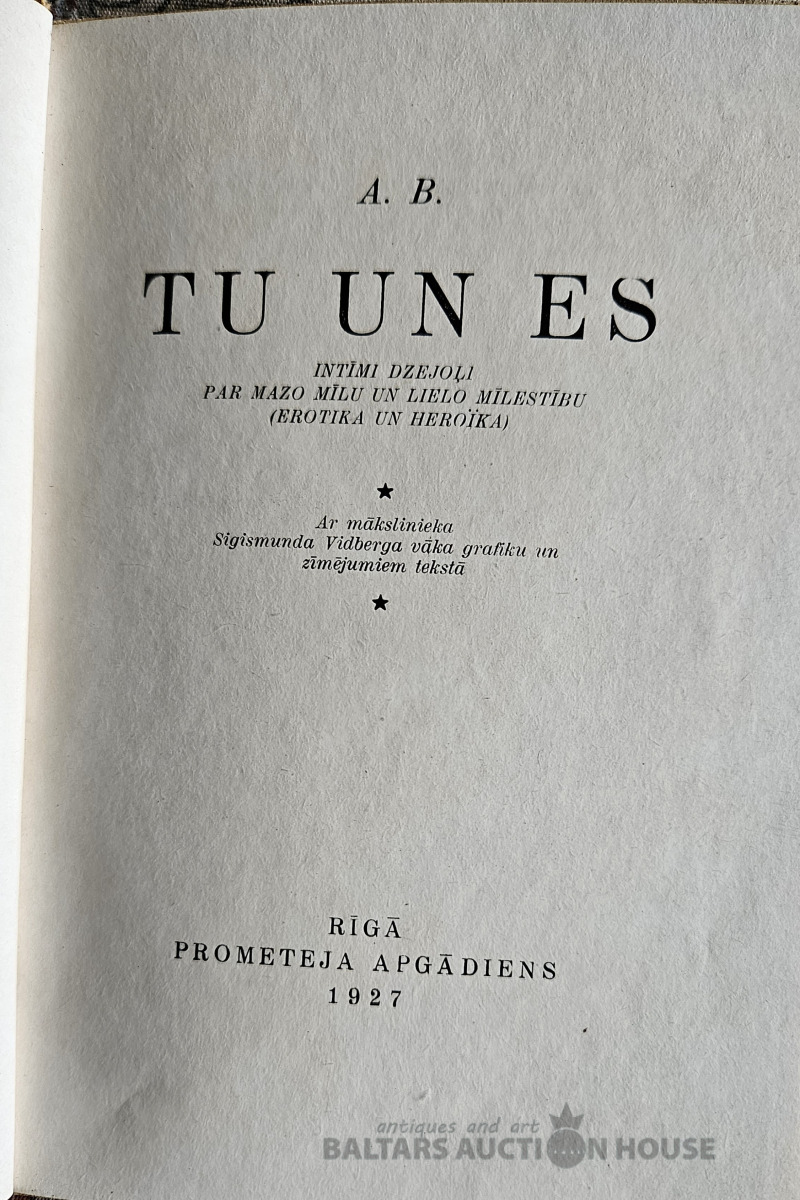 A. B.
TU UN ES
INTĪMI DZEJOĻI
PAR MAZO MĪLU UN LIELO MĪLESTĪBU
(EROTIKA UN HEROÏKA)
★
Ar mākslinieka
Sigismunda Vidberga vāka grafiku un
zīmējumiem tekstā
★
RĪGĀ
PROMETEJA APGĀDIENS
1927
antiques and art
BALTARS AUCTION HOUSE